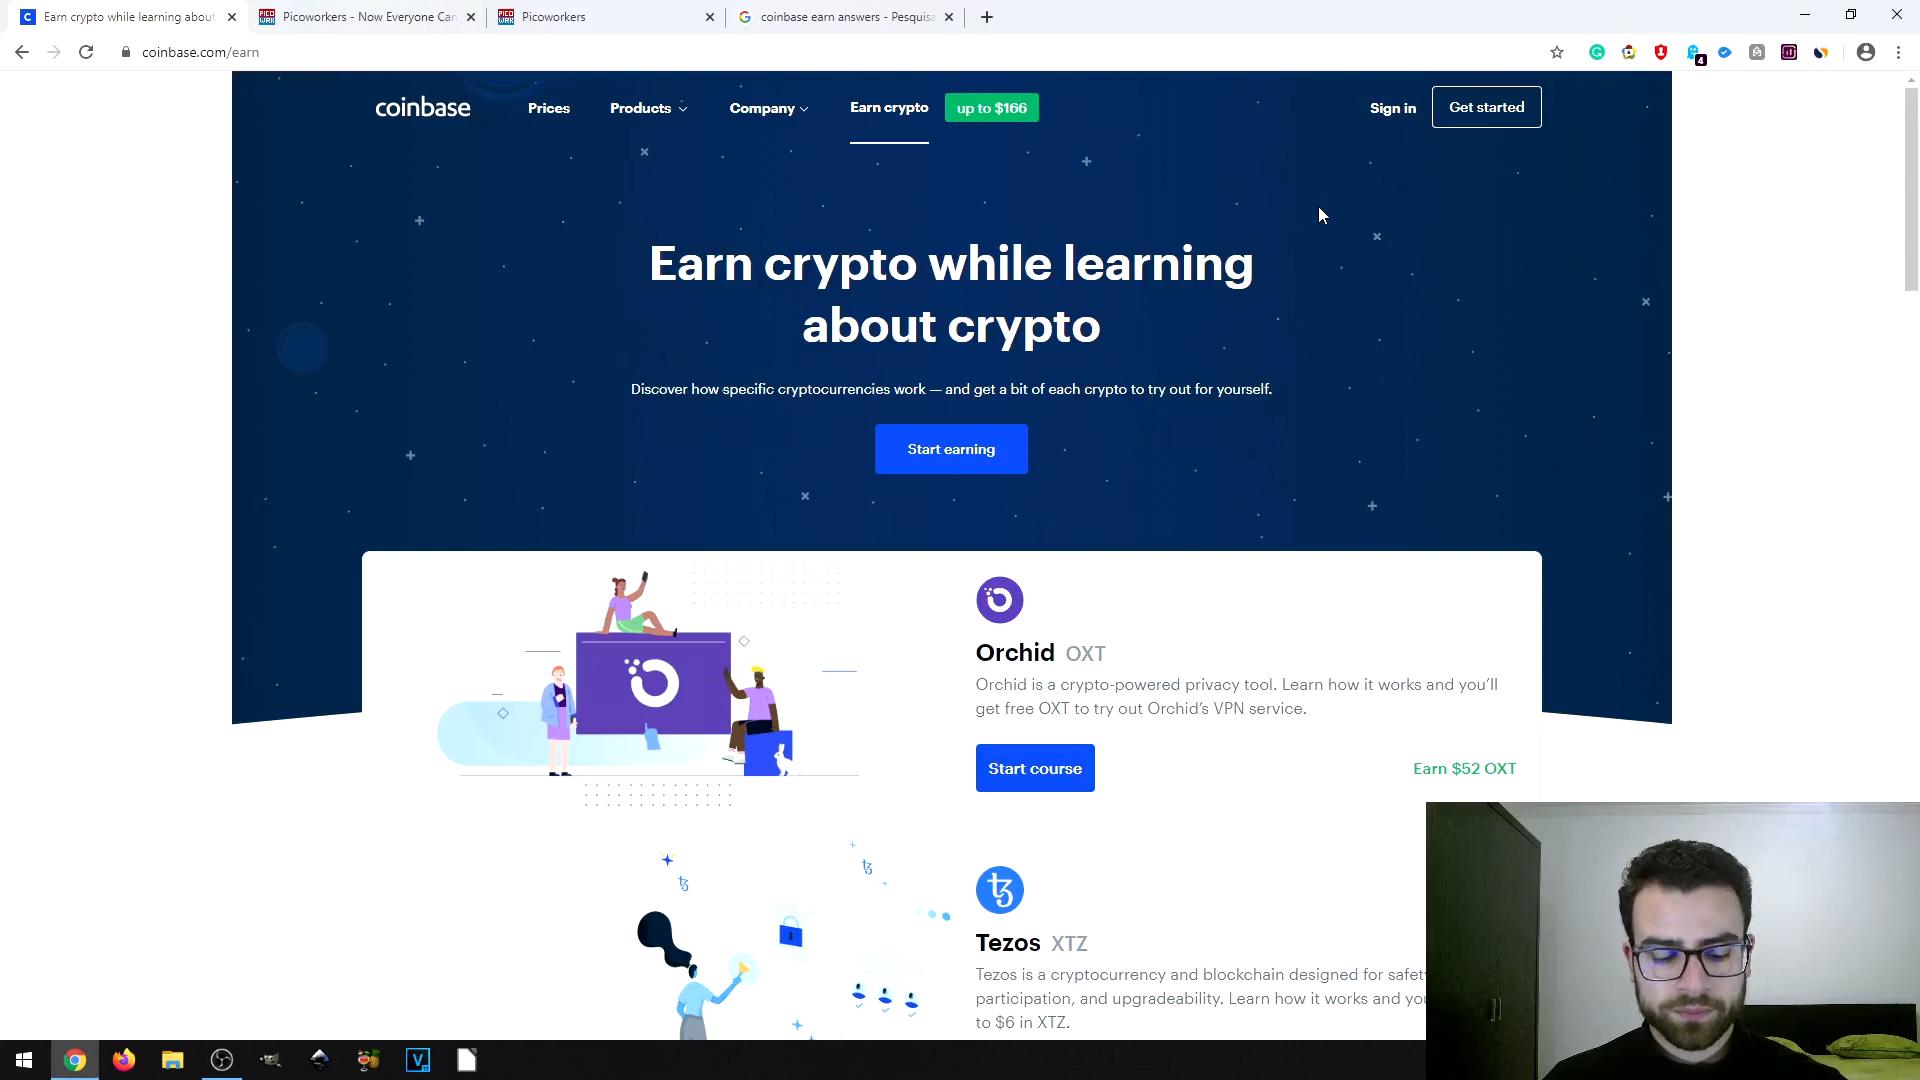 Earn crypto while learning about
Picoworkers - Now Everyone Can
Picoworkers
coinbase earn answers - Pesquisa
coinbase.com/earn
4
coinbase
Prices
Products
Company
Earn crypto
up to $166
Sign in
Get started
Earn crypto while learning
about crypto
Discover how specific cryptocurrencies work — and get a bit of each crypto to try out for yourself.
Start earning
Orchid OXT
Orchid is a crypto-powered privacy tool. Learn how it works and you'll
get free OXT to try out Orchid's VPN service.
Start course
Earn $52 OXT
Tezos XTZ
Tezos is a cryptocurrency and blockchain designed for safety
participation, and upgradeability. Learn how it works and
to $6 in XTZ.